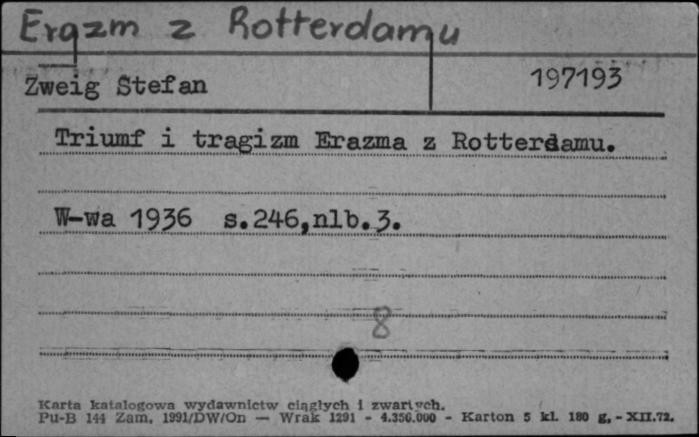 Erazm z Rotterdamu
Zweig Stefan 197193
Triumf i tragizm Erazma z Rotterdamu.
W-wa 1936 s.246,nlb.3.
8
Karta katalogowa wydawnictw ciągłych i zwartych.
Pu-B 144 Zam. 1991/DW/On — Wrak 1291 - 4.356.000 - Karton 5 kl. 180 g. - XII.72.